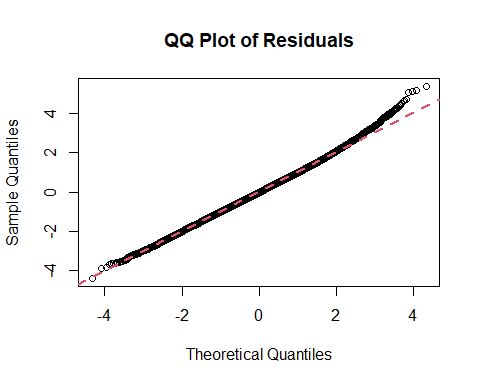 QQ Plot of Residuals
Sample Quantiles
4
2
0
-2
-4
-4 -2 0 2 4
Theoretical Quantiles